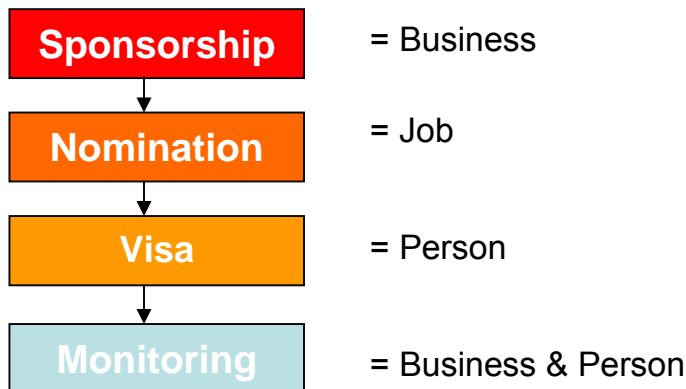 Sponsorship = Business
Nomination = Job
Visa = Person
Monitoring = Business & Person